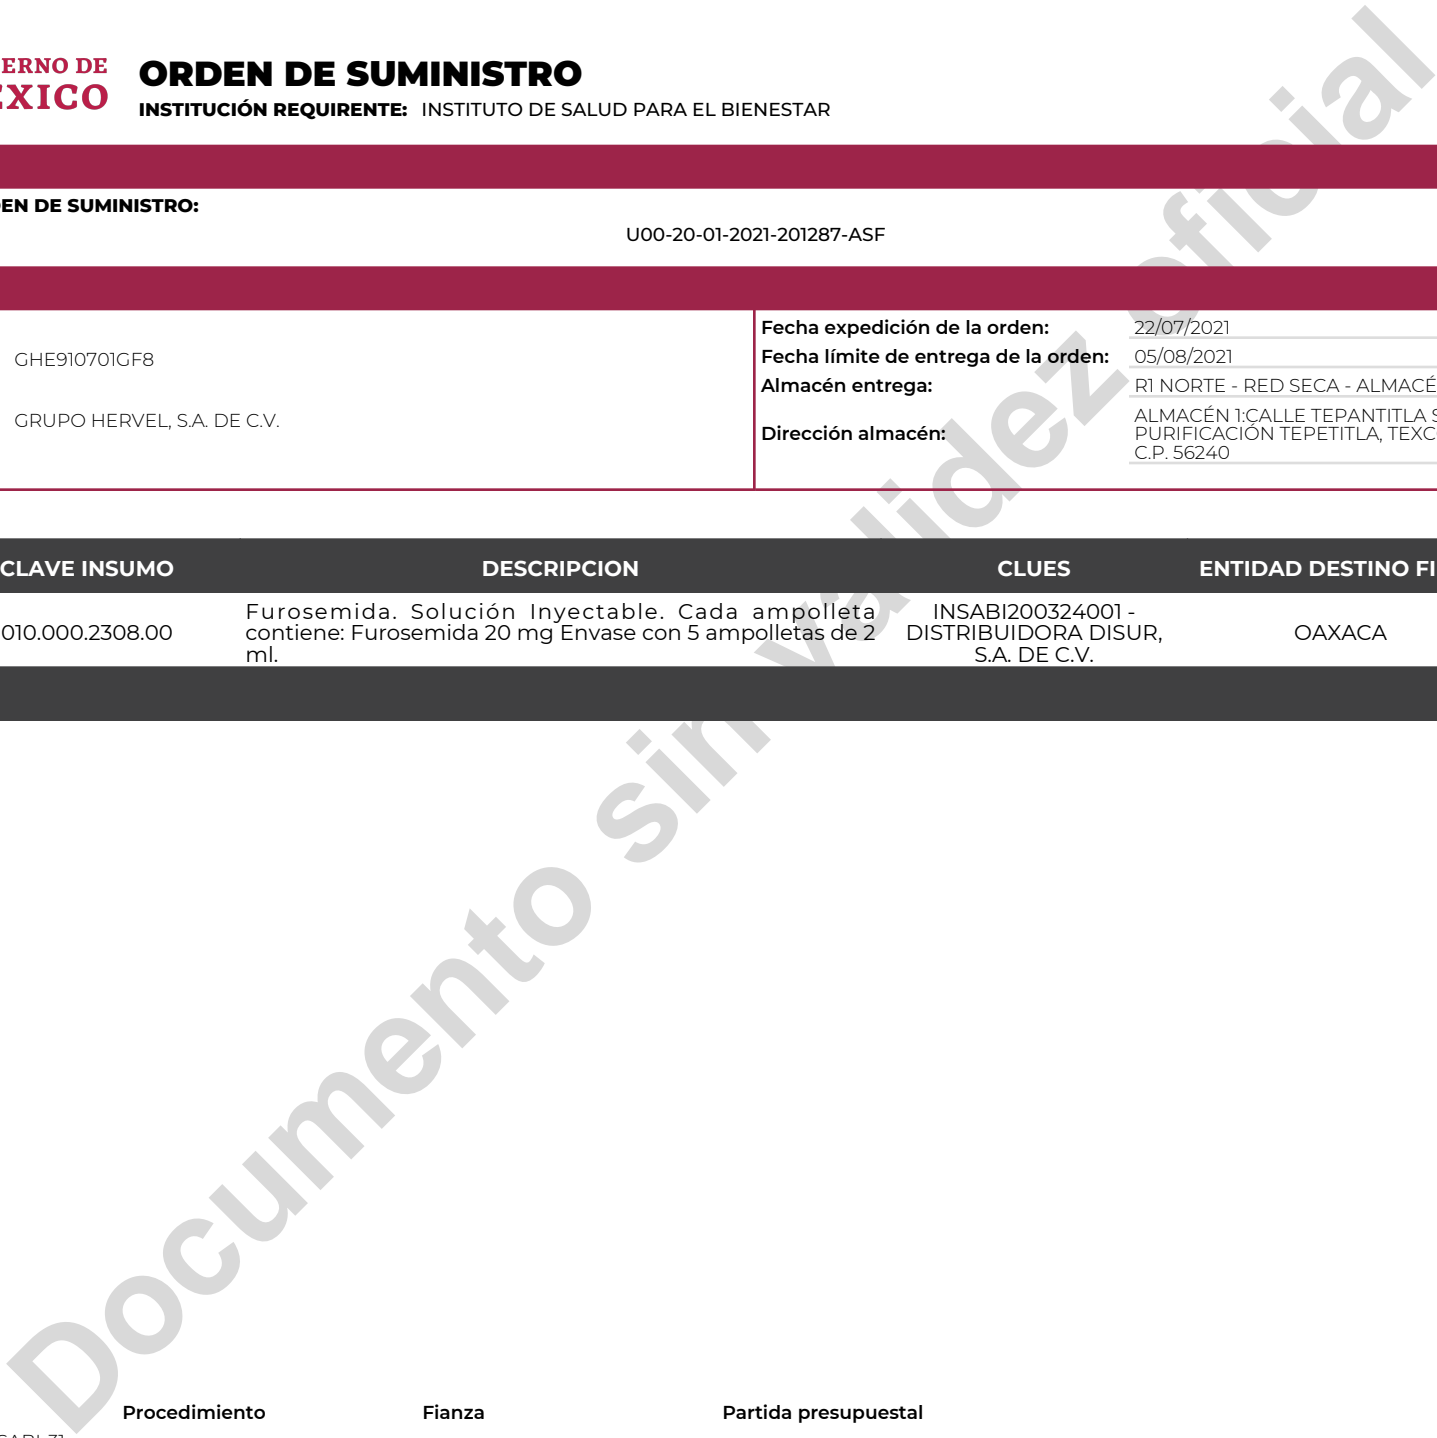 ERNO DE
ORDEN DE SUMINISTRO
EXICO
INSTITUCIÓN REQUIRENTE: INSTITUTO DE SALUD PARA EL BIENESTAR
EN DE SUMINISTRO:
U00-20-01-2021-201287-ASF
GHE910701GF8
GRUPO HERVEL, S.A. DE C.V.
Fecha expedición de la orden: 22/07/2021
Fecha límite de entrega de la orden: 05/08/2021
Almacén entrega: R1 NORTE - RED SECA - ALMACÉ
Dirección almacén: ALMACÉN 1:CALLE TEPANTITLA S
PURIFICACIÓN TEPETITLA, TEXC
C.P. 56240
CLAVE INSUMO DESCRIPCION CLUES ENTIDAD DESTINO FI
010.000.2308.00
Furosemida. Solución Inyectable. Cada ampolleta
contiene: Furosemida 20 mg Envase con 5 ampolletas de 2
ml.
INSABI200324001 -
DISTRIBUIDORA DISUR,
S.A. DE C.V.
OAXACA
Documento sin validez oficial
Procedimiento Fianza Partida presupuestal